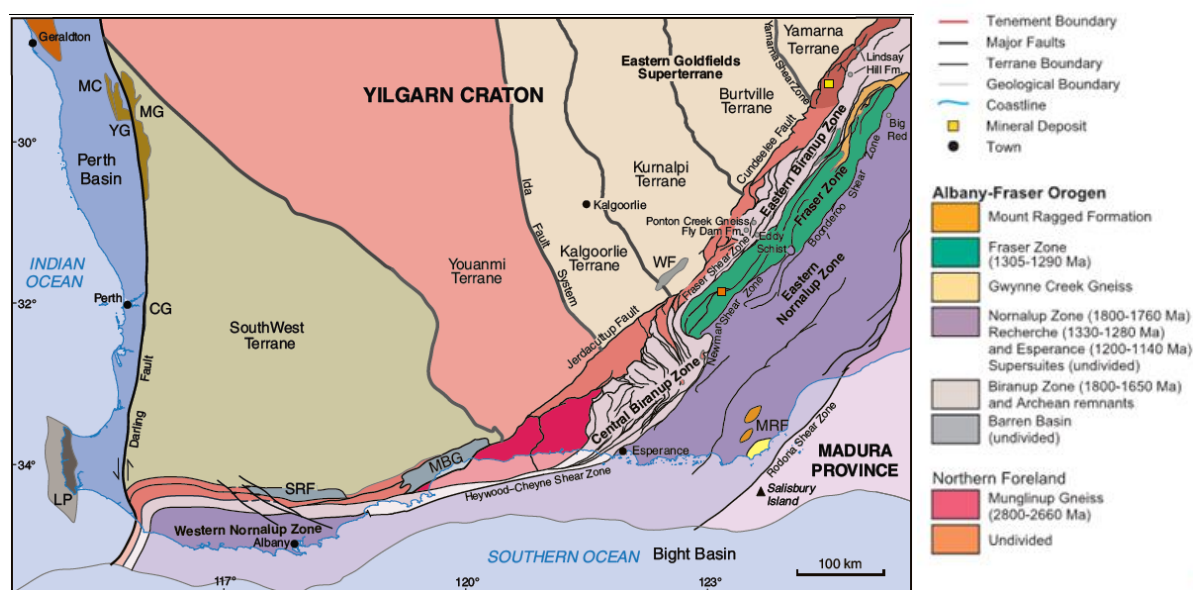 Geraldton
MC
MG
YG
Perth
Basin
30°
INDIAN
OCEAN
Perth
CG
32°
Darling
Fault
34°
LP
YILGARN CRATON
SouthWest
Terrane
Youanmi
Terrane
Ida
Fault
System
Eastern Goldfields
Superterrane
Yamarna
Terrane
Yamarna Shear Zone
Burtville
Terrane
Kurnalpi
Terrane
Kalgoorlie
Kalgoorlie
Terrane
WF
Cundeelee Fault
Lindsay
Hill Fm.
Big
Red
Eastern Biranup Zone
Fraser Zone
Boonderoo Shear Zone
Ponton Creek Gneiss
Fly Dam Fm.
Eddy
Schist
Fraser Shear Zone
Newman Shear Zone
Eastern
Nornalup Zone
Jerdacuttup Fault
Central Biranup Zone
Esperance
MRF
Rodona Shear Zone
MADURA
PROVINCE
Salisbury
Island
MBG
SRF
Heywood–Cheyne Shear Zone
Western Nornalup Zone
Albany
SOUTHERN OCEAN
Bight Basin
100 km
117°
120°
123°
Tenement Boundary
Major Faults
Terrane Boundary
Geological Boundary
Coastline
Mineral Deposit
Town
Albany-Fraser Orogen
Mount Ragged Formation
Fraser Zone
(1305-1290 Ma)
Gwynne Creek Gneiss
Nornalup Zone (1800-1760 Ma)
Recherche (1330-1280 Ma)
and Esperance (1200-1140 Ma)
Supersuites (undivided)
Biranup Zone (1800-1650 Ma)
and Archean remnants
Barren Basin
(undivided)
Northern Foreland
Munglinup Gneiss
(2800-2660 Ma)
Undivided